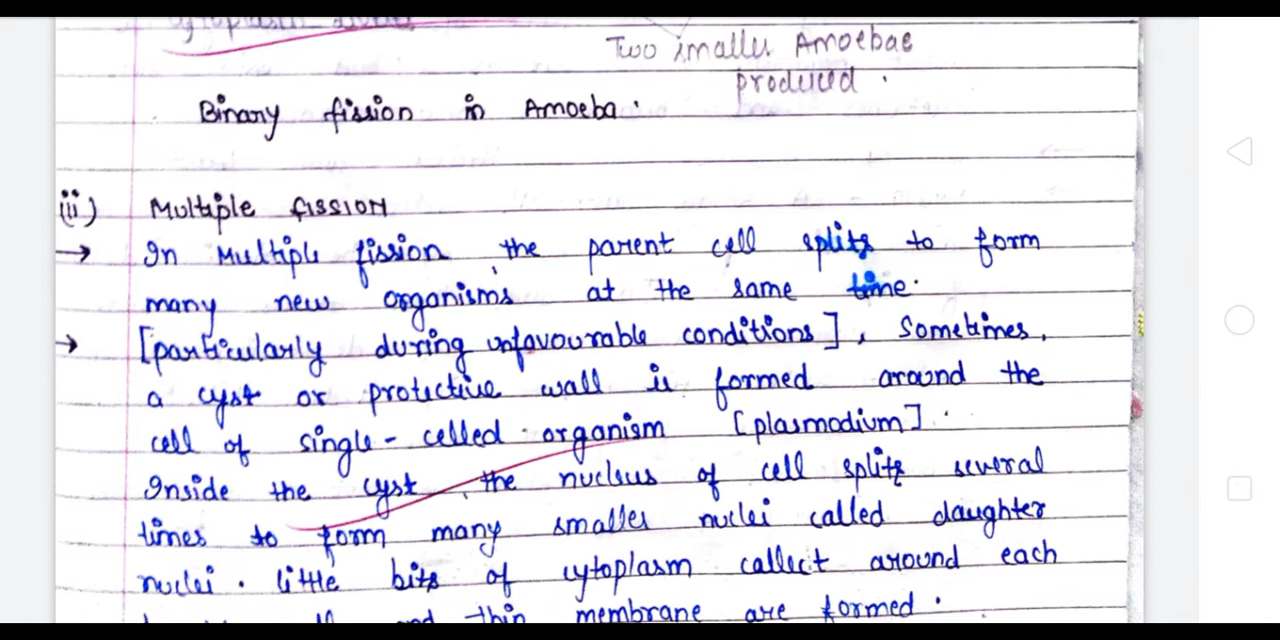 cytoplasm
Two smaller Amoebae
produced.
Binary fission in Amoeba.
(ii) Multiple fission
→ In Multiple fission, the parent cell splits to form
many new organisms at the same time.
→ [particularly during unfavourable conditions], Sometimes,
a cyst or protective wall is formed around the
cell of single-celled organism [plasmodium].
Inside the cyst, the nucleus of cell splits several
times to form many smaller nuclei called daughter
nuclei. little bits of cytoplasm collect around each
and thin membrane are formed.